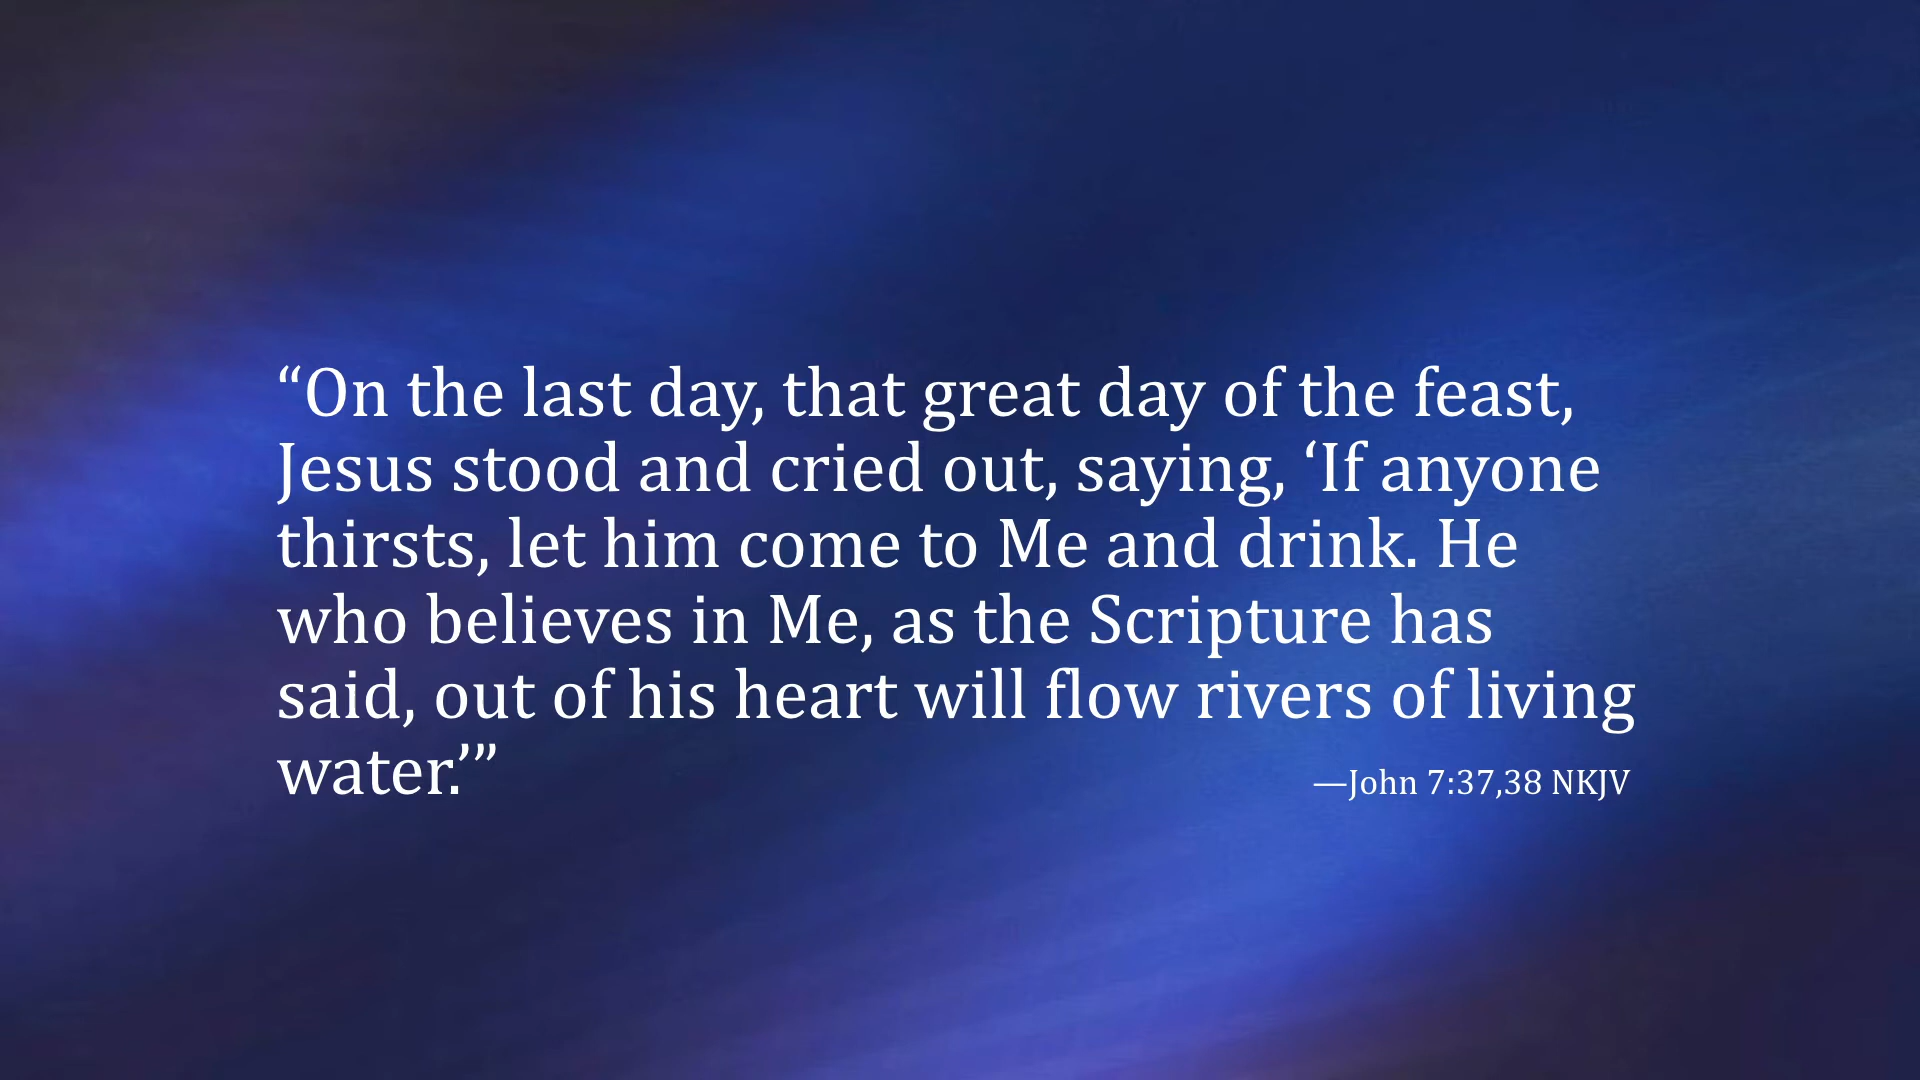 “On the last day, that great day of the feast,
Jesus stood and cried out, saying, ‘If anyone
thirsts, let him come to Me and drink. He
who believes in Me, as the Scripture has
said, out of his heart will flow rivers of living
water.’”
—John 7:37,38 NKJV